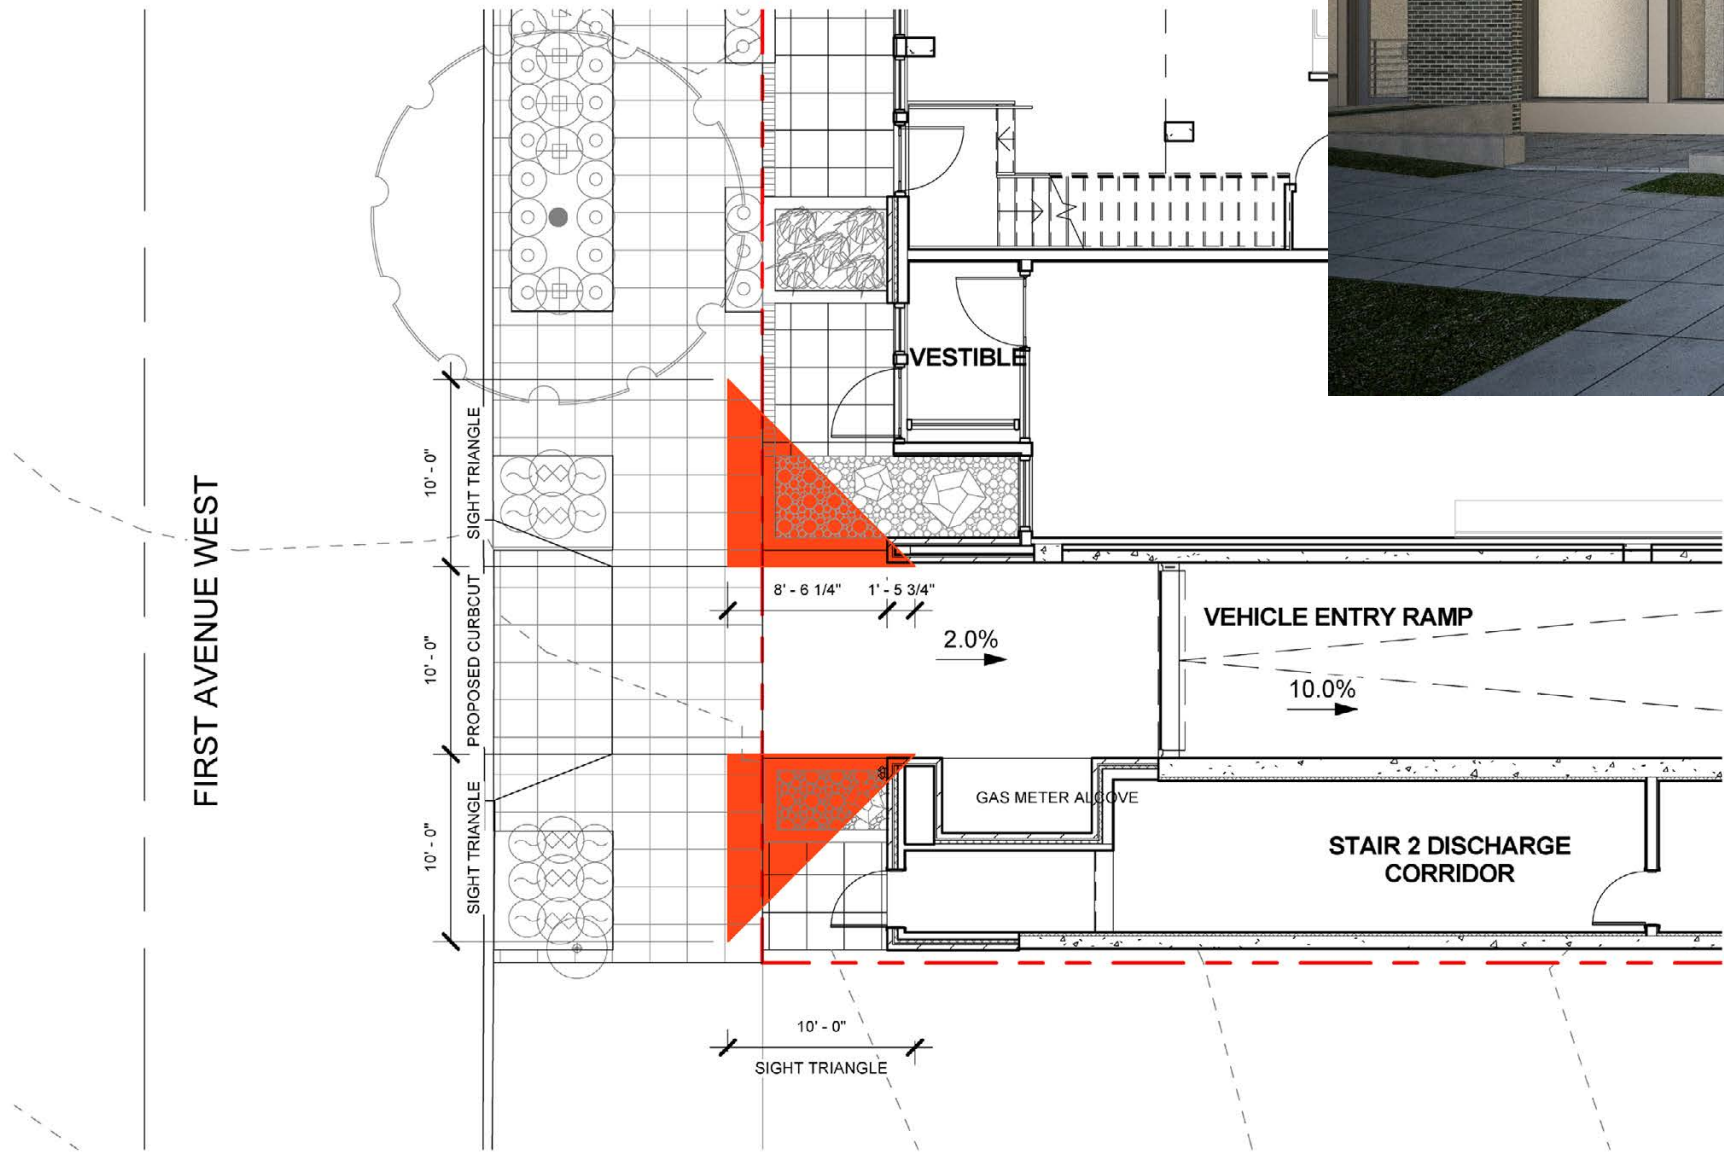 VESTIBLE
FIRST AVENUE WEST
10' - 0"
SIGHT TRIANGLE
10' - 0"
PROPOSED CURBCUT
10' - 0"
SIGHT TRIANGLE
8' - 6 1/4"
1' - 5 3/4"
2.0%
VEHICLE ENTRY RAMP
10.0%
GAS METER ALCOVE
STAIR 2 DISCHARGE
CORRIDOR
10' - 0"
SIGHT TRIANGLE